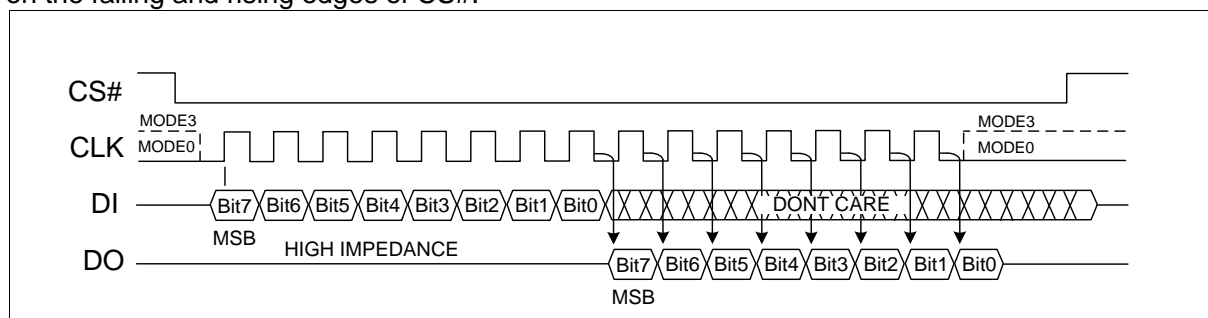 on the falling and rising edges of CS#.
CS#
MODE3
MODE3
CLK
MODE0
MODE0
DI
Bit7 Bit6 Bit5 Bit4 Bit3 Bit2 Bit1 Bit0 DONT CARE
MSB
HIGH IMPEDANCE
DO
Bit7 Bit6 Bit5 Bit4 Bit3 Bit2 Bit1 Bit0
MSB